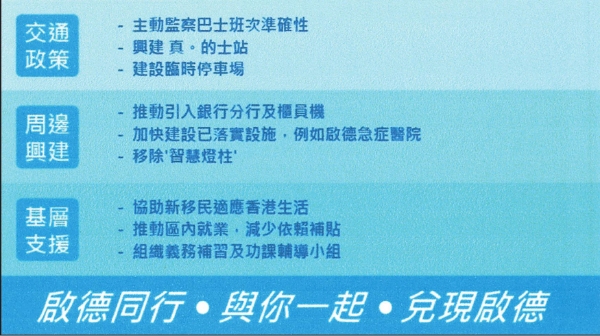 交通
政策
- 主動監察巴士班次準確性
- 興建 真。的士站
- 建設臨時停車場
周邊
興建
- 推動引入銀行分行及櫃員機
- 加快建設已落實設施，例如啟德急症醫院
- 移除'智慧燈柱'
基層
支援
- 協助新移民適應香港生活
- 推動區內就業，減少依賴補貼
- 組織義務補習及功課輔導小組
啟德同行●與你一起●兌現啟德